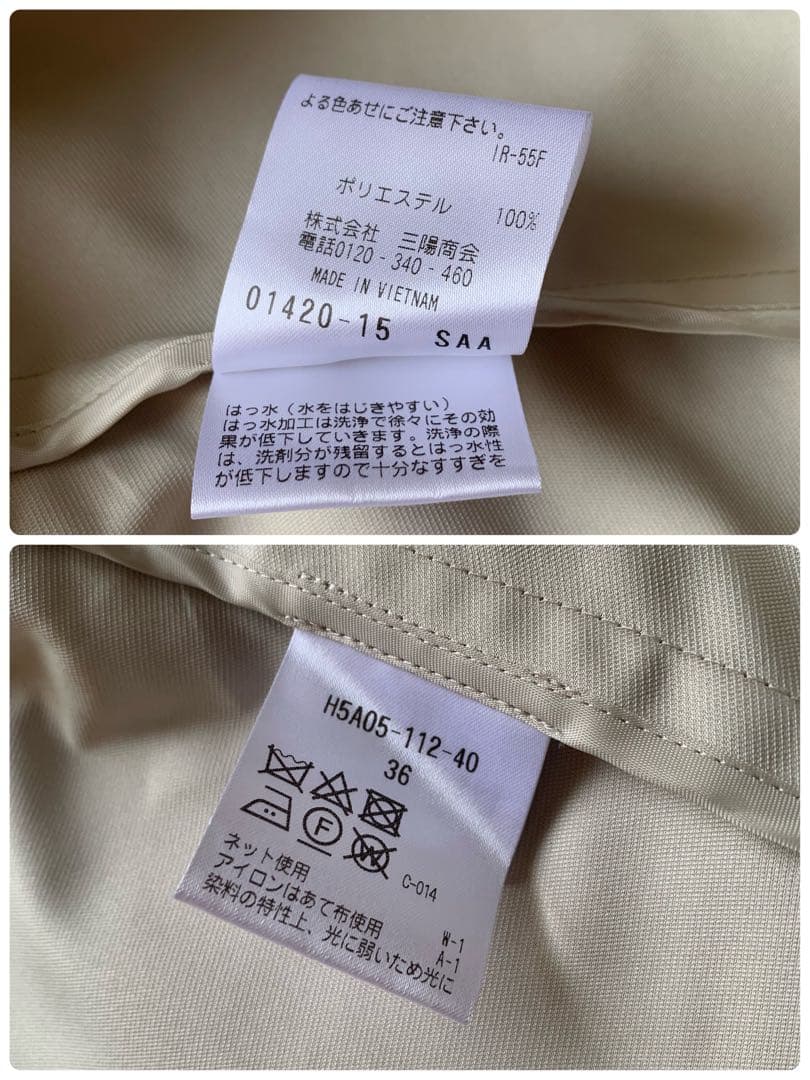 よる色あせにご注意下さい。
IR-55F
ポリエステル 100%
株式会社 三陽商会
電話0120-340-460
MADE IN VIETNAM
01420-15 SAA
はっ水（水をはじきやすい）
はっ水加工は洗浄で徐々にその効
果が低下していきます。洗浄の際
は、洗剤分が残留するとはっ水性
が低下しますので十分なすすぎを
H5A05-112-40
36
F W
C-014
ネット使用
アイロンはあて布使用 W-1
染料の特性上、光に弱いため光に A-1